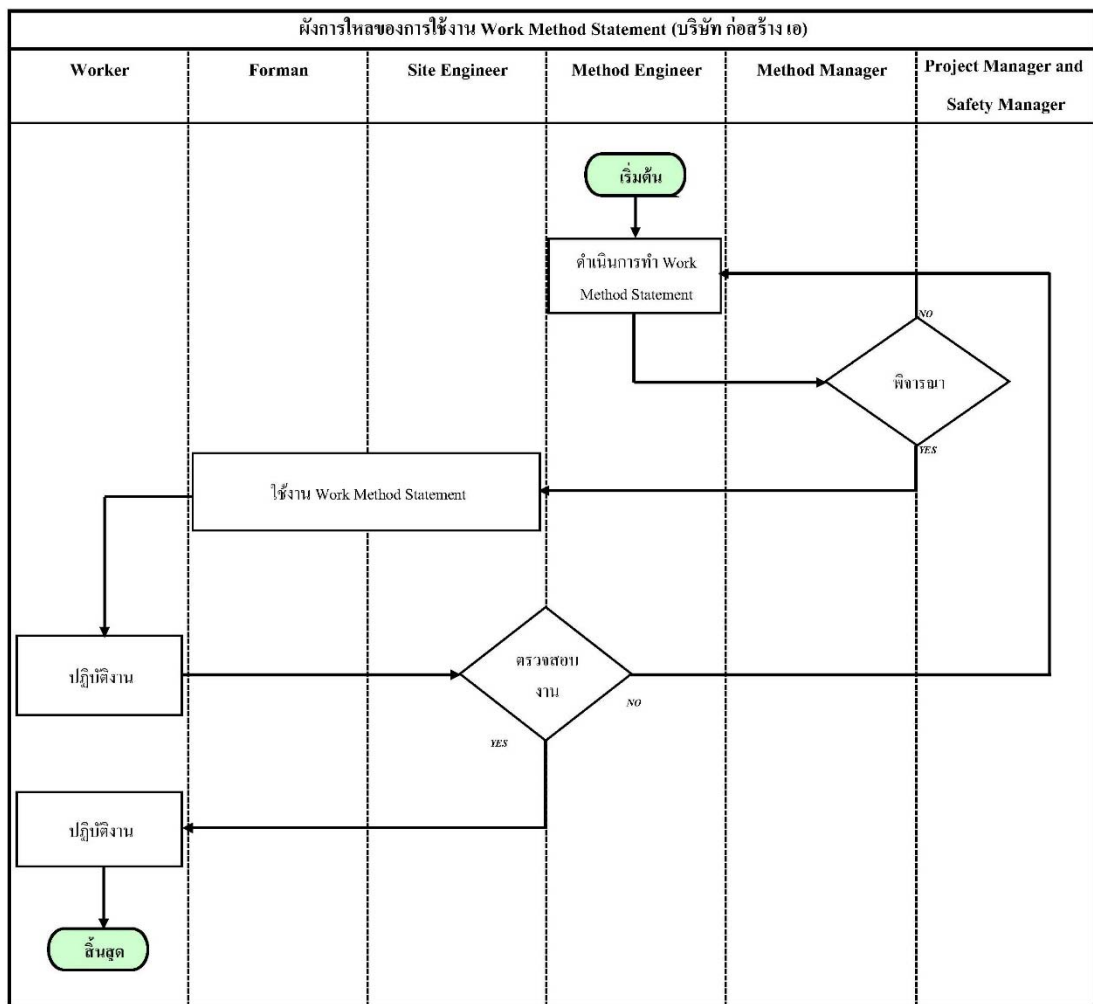 ผังการไหลของการใช้งาน Work Method Statement (บริษัท ก่อสร้าง เอ)
Worker
Forman
Site Engineer
Method Engineer
Method Manager
Project Manager and
Safety Manager
เริ่มต้น
ดำเนินการทำ Work
Method Statement
NO
พิจารณา
YES
ใช้งาน Work Method Statement
ปฏิบัติงาน
ตรวจสอบ
งาน
NO
YES
ปฏิบัติงาน
สิ้นสุด